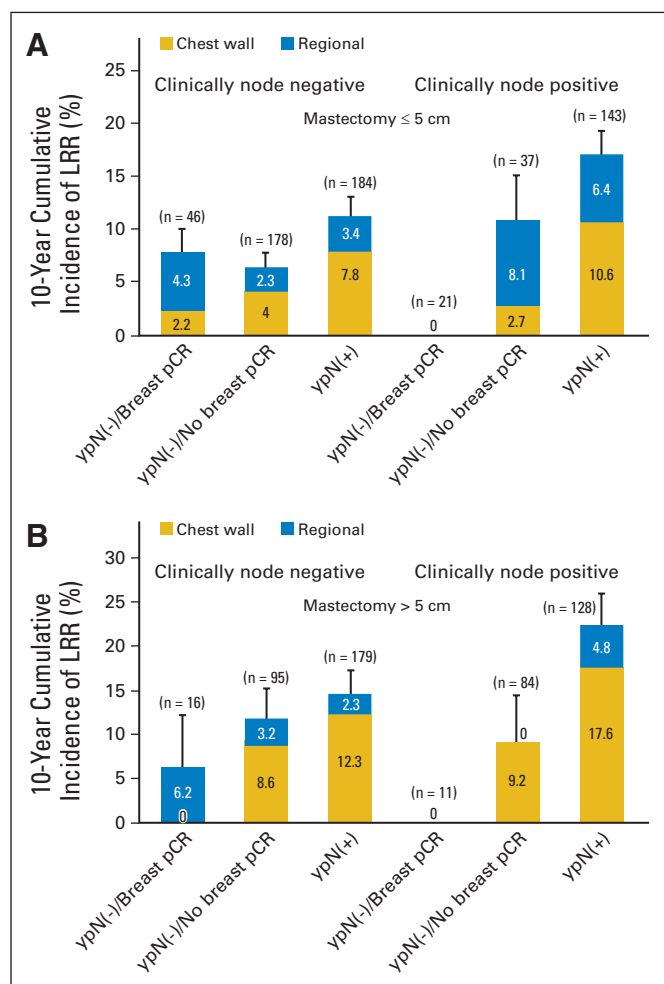 A
Chest wall Regional
10-Year Cumulative
Incidence of LRR (%)
25
20
15
10
5
0
Clinically node negative Clinically node positive
Mastectomy ≤ 5 cm
(n = 46)
4.3
2.2
(n = 178)
2.3
4
(n = 184)
3.4
7.8
(n = 21)
0
(n = 37)
8.1
2.7
(n = 143)
6.4
10.6
ypN(-)/Breast pCR
ypN(-)/No breast pCR
ypN(+)
ypN(-)/Breast pCR
ypN(-)/No breast pCR
ypN(+)
B
Chest wall Regional
10-Year Cumulative
Incidence of LRR (%)
30
25
20
15
10
5
0
Clinically node negative Clinically node positive
Mastectomy > 5 cm
(n = 16)
6.2
0
(n = 95)
3.2
8.6
(n = 179)
2.3
12.3
(n = 11)
0
(n = 84)
0
9.2
(n = 128)
4.8
17.6
ypN(-)/Breast pCR
ypN(-)/No breast pCR
ypN(+)
ypN(-)/Breast pCR
ypN(-)/No breast pCR
ypN(+)